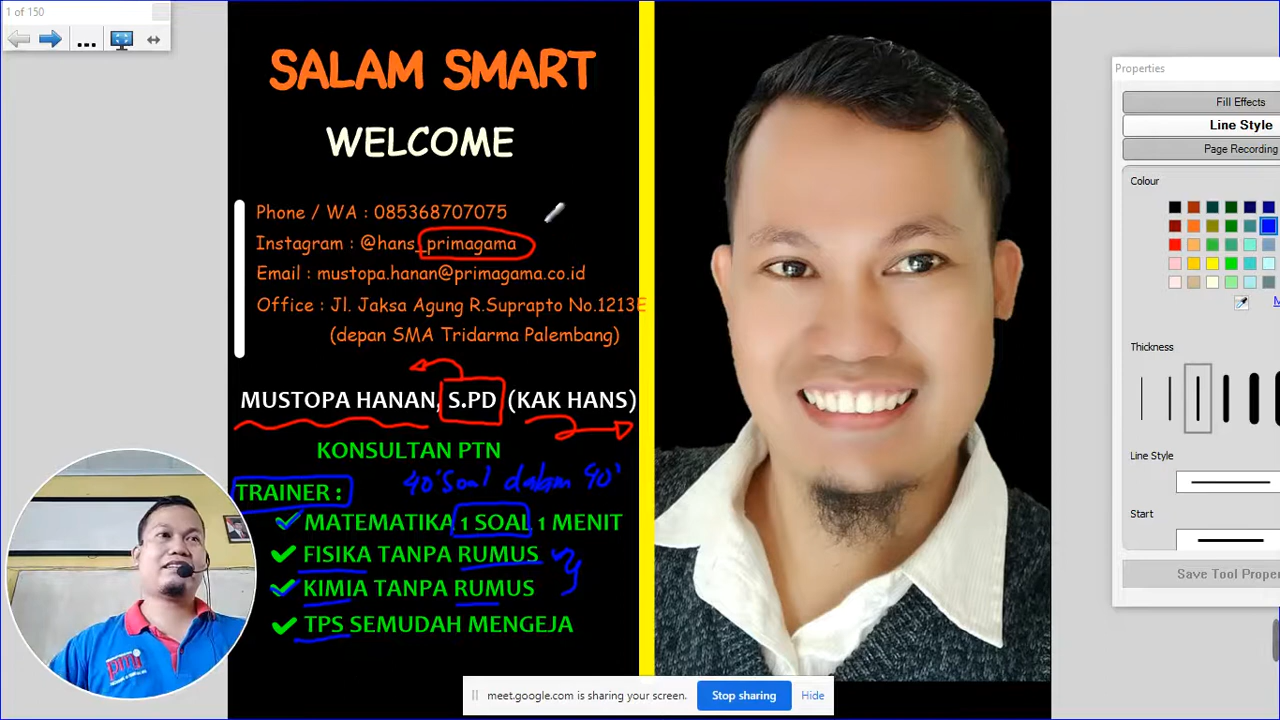 1 of 150
SALAM SMART
WELCOME
Phone / WA : 085368707075
Instagram : @hans_primagama
Email : mustopa.hanan@primagama.co.id
Office : Jl. Jaksa Agung R.Suprapto No.1213E
(depan SMA Tridarma Palembang)
MUSTOPA HANAN, S.PD (KAK HANS)
KONSULTAN PTN
40 Soal dalam 40'
TRAINER :
MATEMATIKA 1 SOAL 1 MENIT
FISIKA TANPA RUMUS
KIMIA TANPA RUMUS
TPS SEMUDAH MENGEJA
meet.google.com is sharing your screen.
Stop sharing
Hide
Properties
Fill Effects
Line Style
Page Recording
Colour
Thickness
Line Style
Start
Save Tool Proper